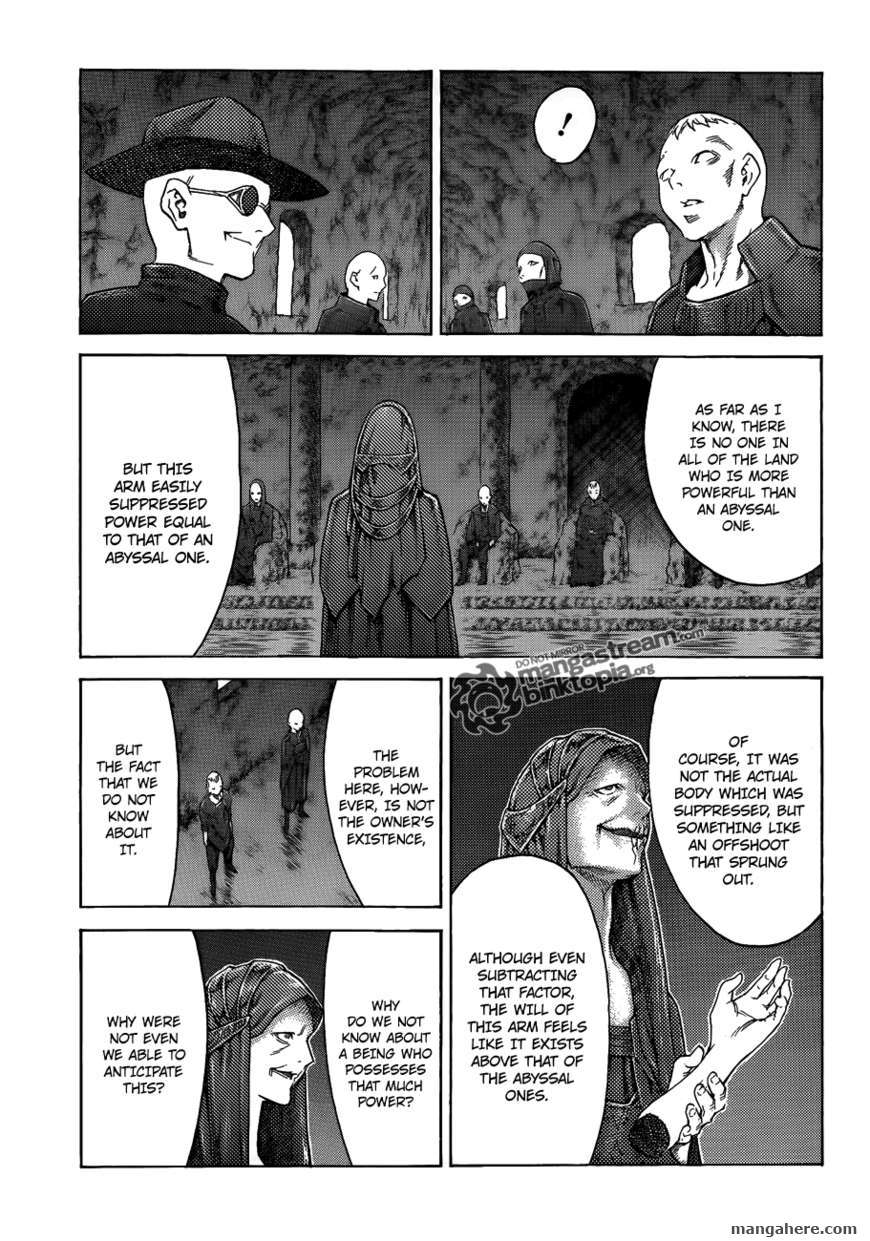 !
AS FAR AS I
KNOW, THERE
IS NO ONE IN
ALL OF THE LAND
WHO IS MORE
POWERFUL THAN
AN ABYSSAL
ONE.
BUT THIS
ARM EASILY
SUPPRESSED
POWER EQUAL
TO THAT OF AN
ABYSSAL ONE.
DO NOT MIRROR
mangastream.com
binktopia.org
OF
COURSE, IT WAS
NOT THE ACTUAL
BODY WHICH WAS
SUPPRESSED, BUT
SOMETHING LIKE
AN OFFSHOOT
THAT SPRUNG
OUT.
ALTHOUGH EVEN
SUBTRACTING
THAT FACTOR,
THE WILL OF
THIS ARM FEELS
LIKE IT EXISTS
ABOVE THAT OF
THE ABYSSAL
ONES.
THE
PROBLEM
HERE, HOW-
EVER, IS NOT
THE OWNER'S
EXISTENCE,
BUT
THE FACT
THAT WE
DO NOT
KNOW
ABOUT
IT.
WHY
DO WE NOT
KNOW ABOUT
A BEING WHO
POSSESSES
THAT MUCH
POWER?
WHY WERE
NOT EVEN
WE ABLE TO
ANTICIPATE
THIS?
mangahere.com